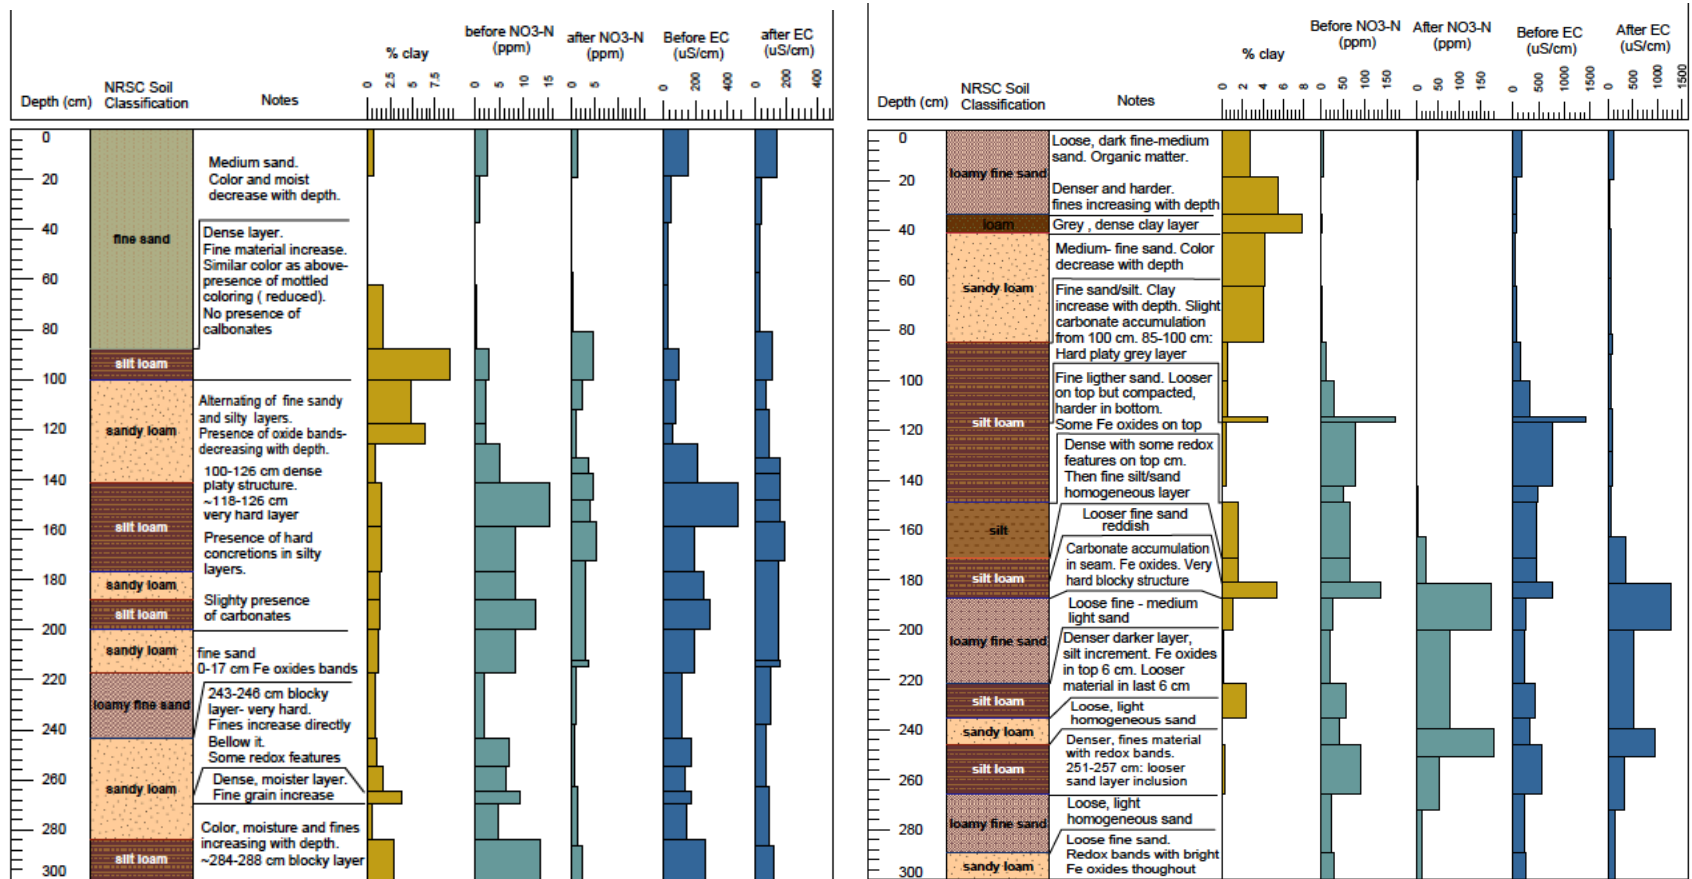 before NO3-N
(ppm)
after NO3-N
(ppm)
Before EC
(uS/cm)
after EC
(uS/cm)
% clay
0 2.5 5 7.5
0 5 10 15
0 5
0 200 400
0 200 400
Depth (cm)
NRSC Soil
Classification
Notes
0
20
40
60
80
100
120
140
160
180
200
220
240
260
280
300
fine sand
silt loam
sandy loam
silt loam
sandy loam
silt loam
sandy loam
loamy fine sand
sandy loam
silt loam
Medium sand.
Color and moist
decrease with depth.
Dense layer.
Fine material increase.
Similar color as above-
presence of mottled
coloring ( reduced).
No presence of
calbonates
Alternating of fine sandy
and silty layers.
Presence of oxide bands-
decreasing with depth.
100-126 cm dense
platy structure.
~118-126 cm
very hard layer
Presence of hard
concretions in silty
layers.
Slighty presence
of carbonates
fine sand
0-17 cm Fe oxides bands
243-246 cm blocky
layer- very hard.
Fines increase directly
Bellow it.
Some redox features
Dense, moister layer.
Fine grain increase
Color, moisture and fines
increasing with depth.
~284-288 cm blocky layer
Before NO3-N
(ppm)
After NO3-N
(ppm)
Before EC
(uS/cm)
After EC
(uS/cm)
% clay
0 2 4 6 8
0 50 100 150
0 50 100 150
0 500 1000 1500
0 500 1000 1500
Depth (cm)
NRSC Soil
Classification
Notes
0
20
40
60
80
100
120
140
160
180
200
220
240
260
280
300
loamy fine sand
loam
sandy loam
silt loam
silt
silt loam
loamy fine sand
silt loam
sandy loam
silt loam
loamy fine sand
sandy loam
Loose, dark fine-medium
sand. Organic matter.
Denser and harder.
fines increasing with depth
Grey , dense clay layer
Medium- fine sand. Color
decrease with depth
Fine sand/silt. Clay
increase with depth. Slight
carbonate accumulation
from 100 cm. 85-100 cm:
Hard platy grey layer
Fine ligther sand. Looser
on top but compacted,
harder in bottom.
Some Fe oxides on top
Dense with some redox
features on top cm.
Then fine silt/sand
homogeneous layer
Looser fine sand
reddish
Carbonate accumulation
in seam. Fe oxides. Very
hard blocky structure
Loose fine - medium
light sand
Denser darker layer,
silt increment. Fe oxides
in top 6 cm. Looser
material in last 6 cm
Loose, light
homogeneous sand
Denser, fines material
with redox bands.
251-257 cm: looser
sand layer inclusion
Loose, light
homogeneous sand
Loose fine sand.
Redox bands with bright
Fe oxides thoughout